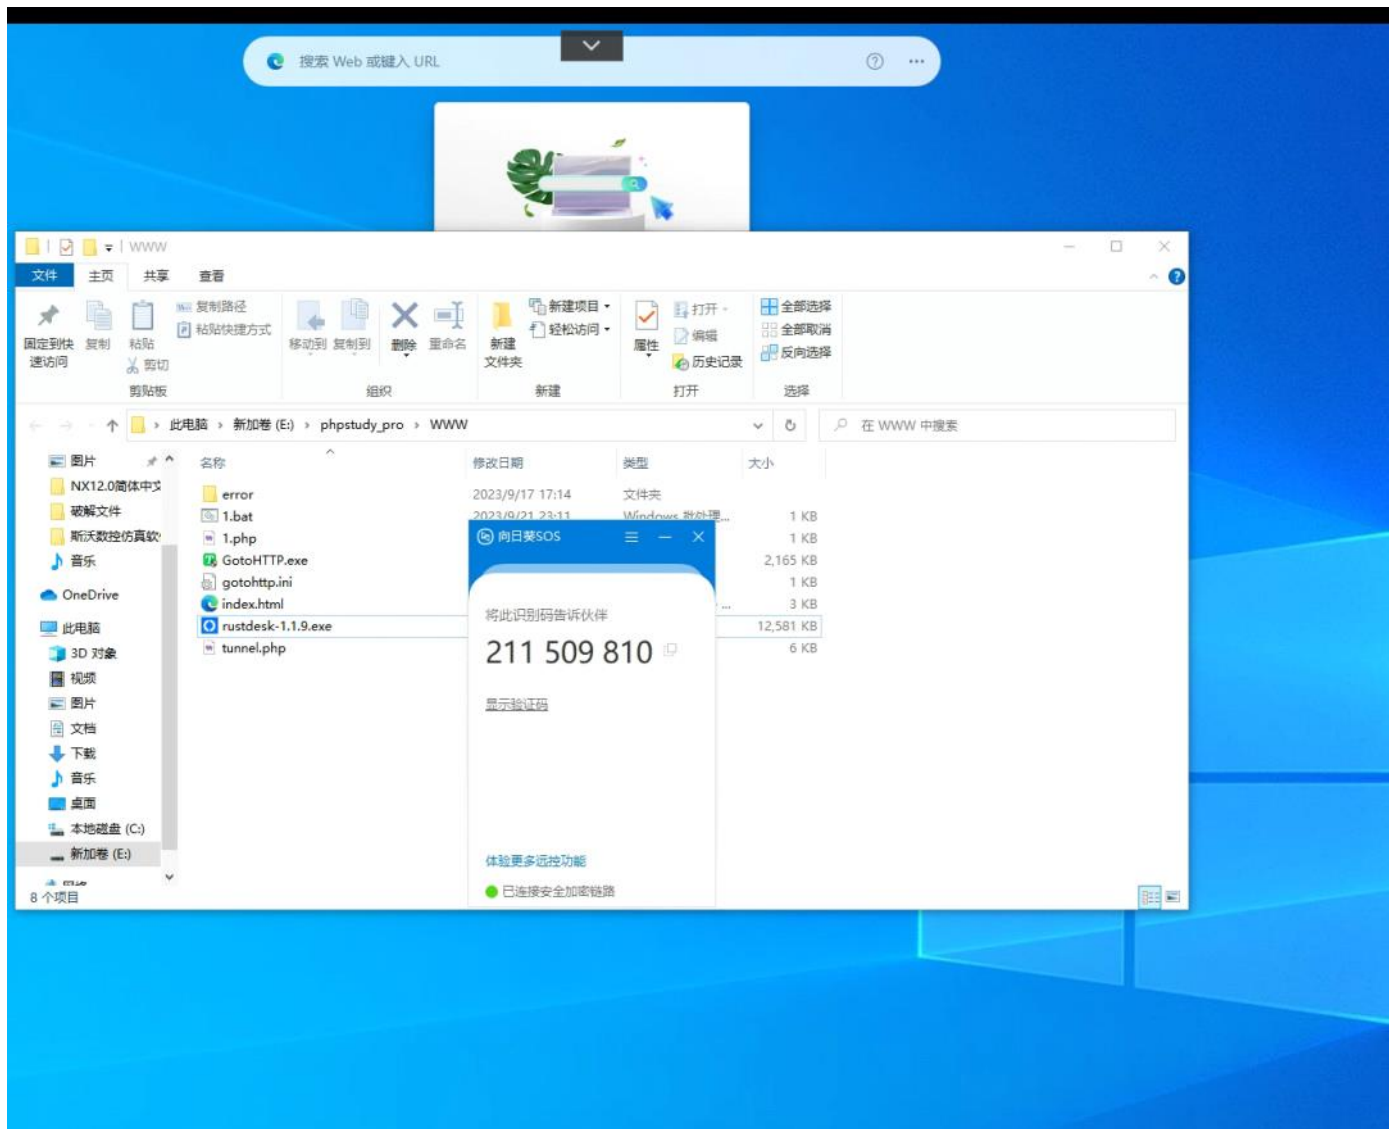 搜索 Web 或键入 URL
WWW
文件 主页 共享 查看
固定到快速访问
复制
粘贴
复制路径
粘贴快捷方式
剪切
剪贴板
移动到 复制到 删除 重命名
组织
新建文件夹
新建项目
轻松访问
新建
属性
打开
编辑
历史记录
打开
全部选择
全部取消
反向选择
选择
此电脑 › 新加卷 (E:) › phpstudy_pro › WWW
在 WWW 中搜索
名称 修改日期 类型 大小
图片
NX12.0简体中文
破解文件
斯沃数控仿真软
音乐
OneDrive
此电脑
3D 对象
视频
图片
文档
下载
音乐
桌面
本地磁盘 (C:)
新加卷 (E:)
网络
error 2023/9/17 17:14 文件夹
1.bat 2023/9/21 23:11 Windows 批处理... 1 KB
1.php 1 KB
GotoHTTP.exe 2,165 KB
gotohttp.ini 1 KB
index.html ... 3 KB
rustdesk-1.1.9.exe 12,581 KB
tunnel.php 6 KB
向日葵SOS
将此识别码告诉伙伴
211 509 810
显示验证码
体验更多远控功能
已连接安全加密链路
8 个项目